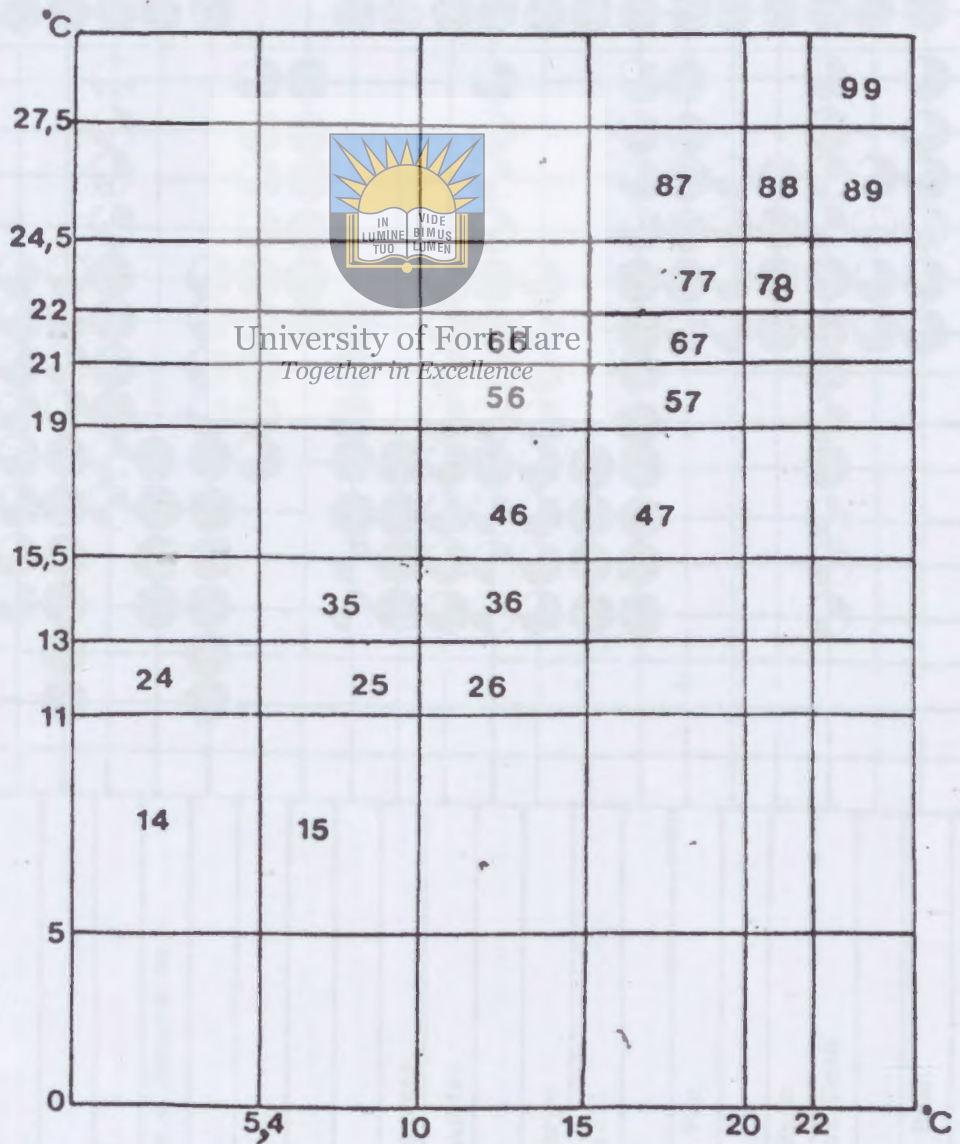 °C
99
27,5
87 88 89
24,5
IN LUMINE TUO VIDE BIMUS LUMEN
77 78
22
University of Fort Hare
66 67
21
Together in Excellence
56 57
19
46 47
15,5
35 36
13
24 25 26
11
14 15
5
0
5,4 10 15 20 22 °C